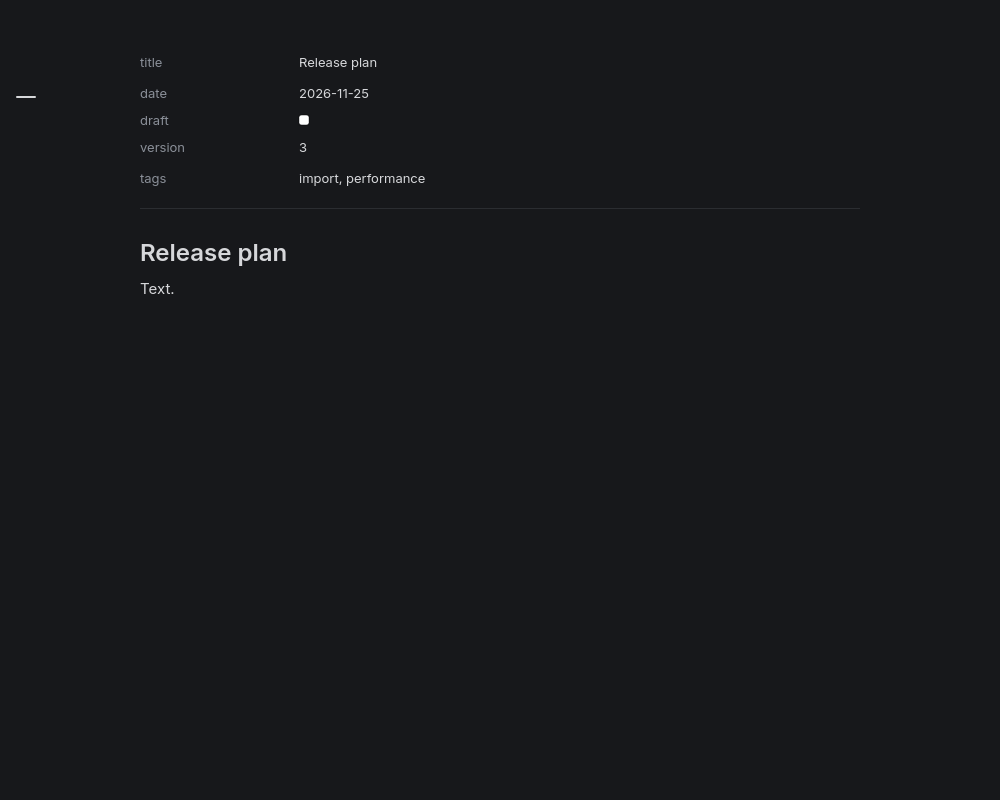 title Release plan
date 2026-11-25
draft
version 3
tags import, performance
Release plan
Text.